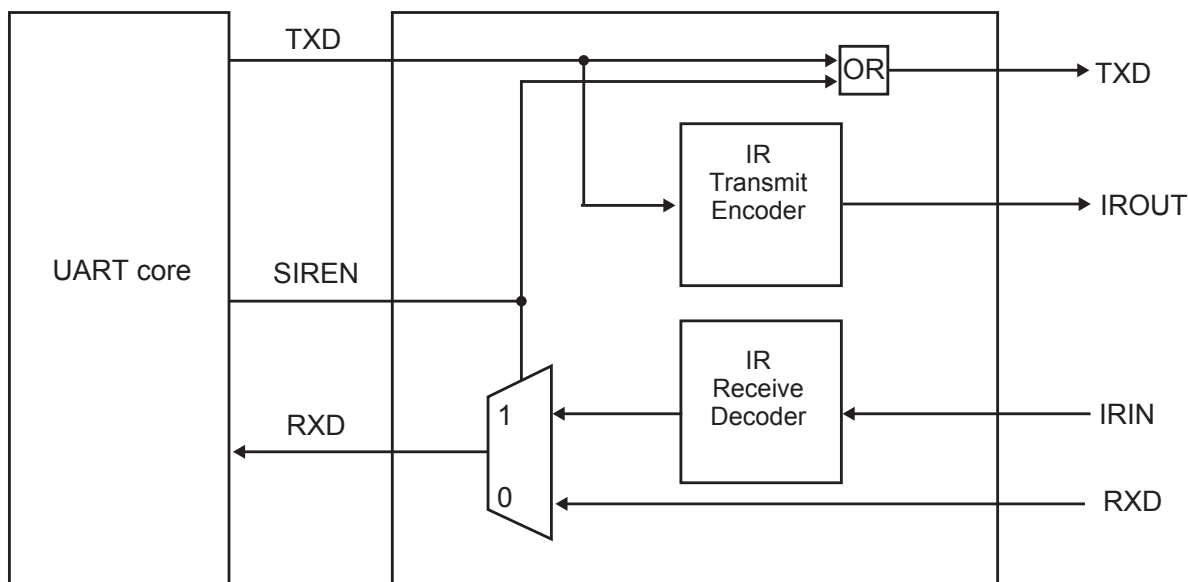 TXD
OR
TXD
IR
Transmit
Encoder
IROUT
UART core
SIREN
IR
Receive
Decoder
1
IRIN
RXD
0
RXD